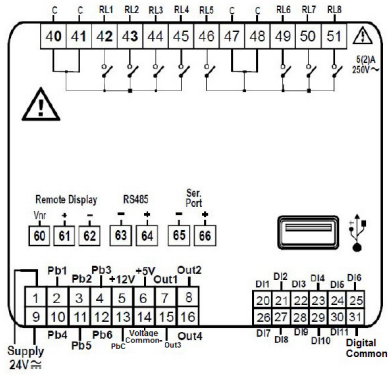 C C RL1 RL2 RL3 RL4 RL5 C C RL6 RL7 RL8
40 41 42 43 44 45 46 47 48 49 50 51
5(2)A
250V~
Remote Display RS485 Ser. Port
Vnr + - - + - +
60 61 62 63 64 65 66
Pb1 Pb2 Pb3 Pb4 +12V +5V Out1 Out2
1 2 3 4 5 6 7 8
9 10 11 12 13 14 15 16
Pb4 Pb5 Pb6 PbC Voltage Common Out3 Out4
Supply
24V
DI1 DI2 DI3 DI4 DI5 DI6
20 21 22 23 24 25
26 27 28 29 30 31
DI7 DI8 DI9 DI10 DI11 Digital Common